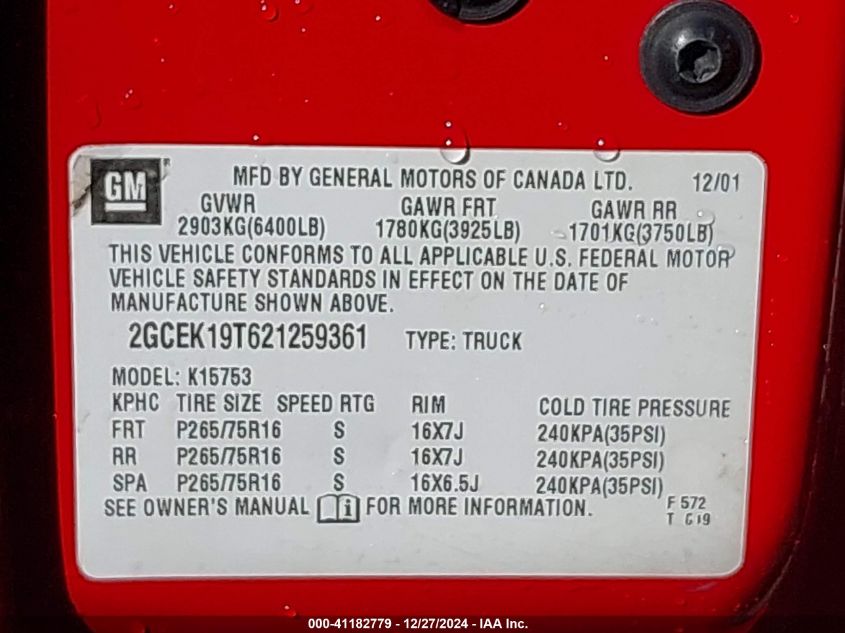 GM
MFD BY GENERAL MOTORS OF CANADA LTD. 12/01
GVWR GAWR FRT GAWR RR
2903KG(6400LB) 1780KG(3925LB) 1701KG(3750LB)
THIS VEHICLE CONFORMS TO ALL APPLICABLE U.S. FEDERAL MOTOR
VEHICLE SAFETY STANDARDS IN EFFECT ON THE DATE OF
MANUFACTURE SHOWN ABOVE.
2GCEK19T621259361 TYPE: TRUCK
MODEL: K15753
KPHC TIRE SIZE SPEED RTG RIM COLD TIRE PRESSURE
FRT P265/75R16 S 16X7J 240KPA(35PSI)
RR P265/75R16 S 16X7J 240KPA(35PSI)
SPA P265/75R16 S 16X6.5J 240KPA(35PSI)
SEE OWNER'S MANUAL i FOR MORE INFORMATION.
F 572
T G19
000-41182779 - 12/27/2024 - IAA Inc.